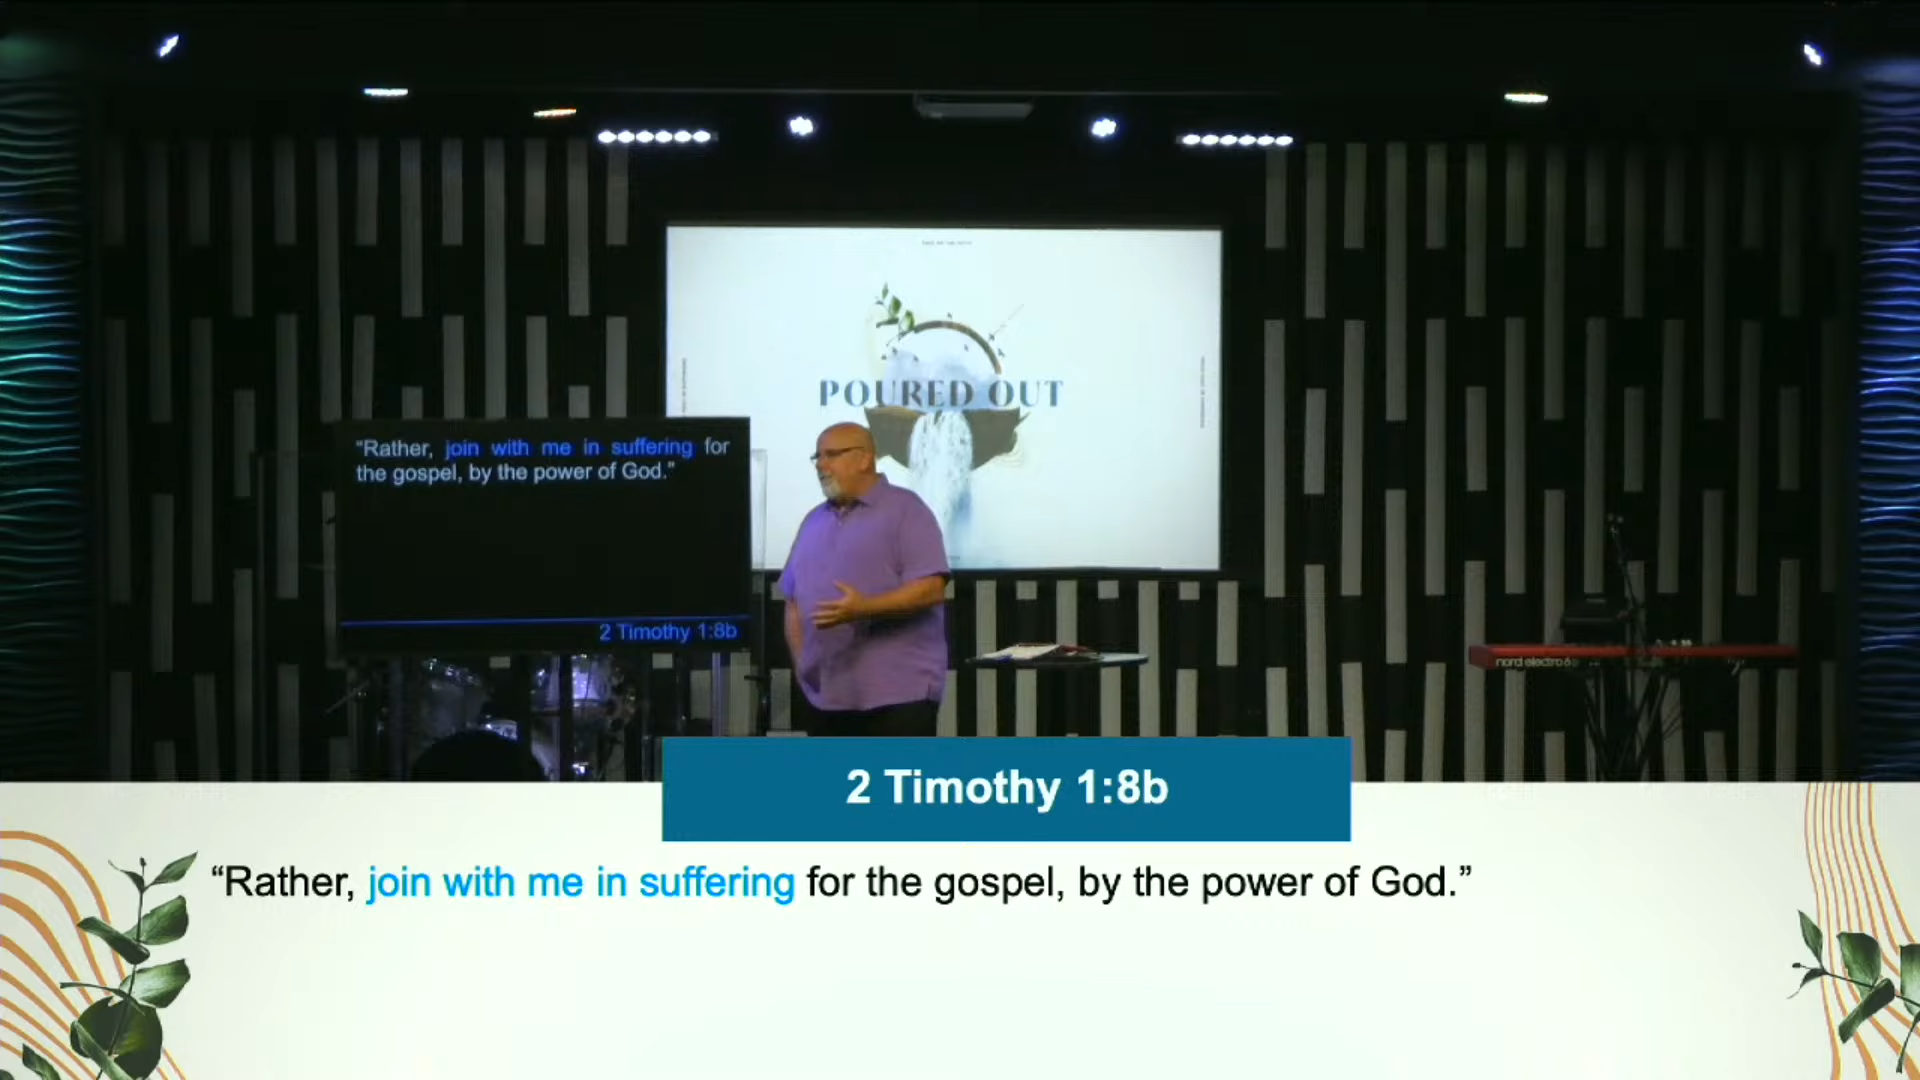 POURED OUT
“Rather, join with me in suffering for
the gospel, by the power of God.”
2 Timothy 1:8b
nord electro 6
2 Timothy 1:8b
“Rather, join with me in suffering for the gospel, by the power of God.”